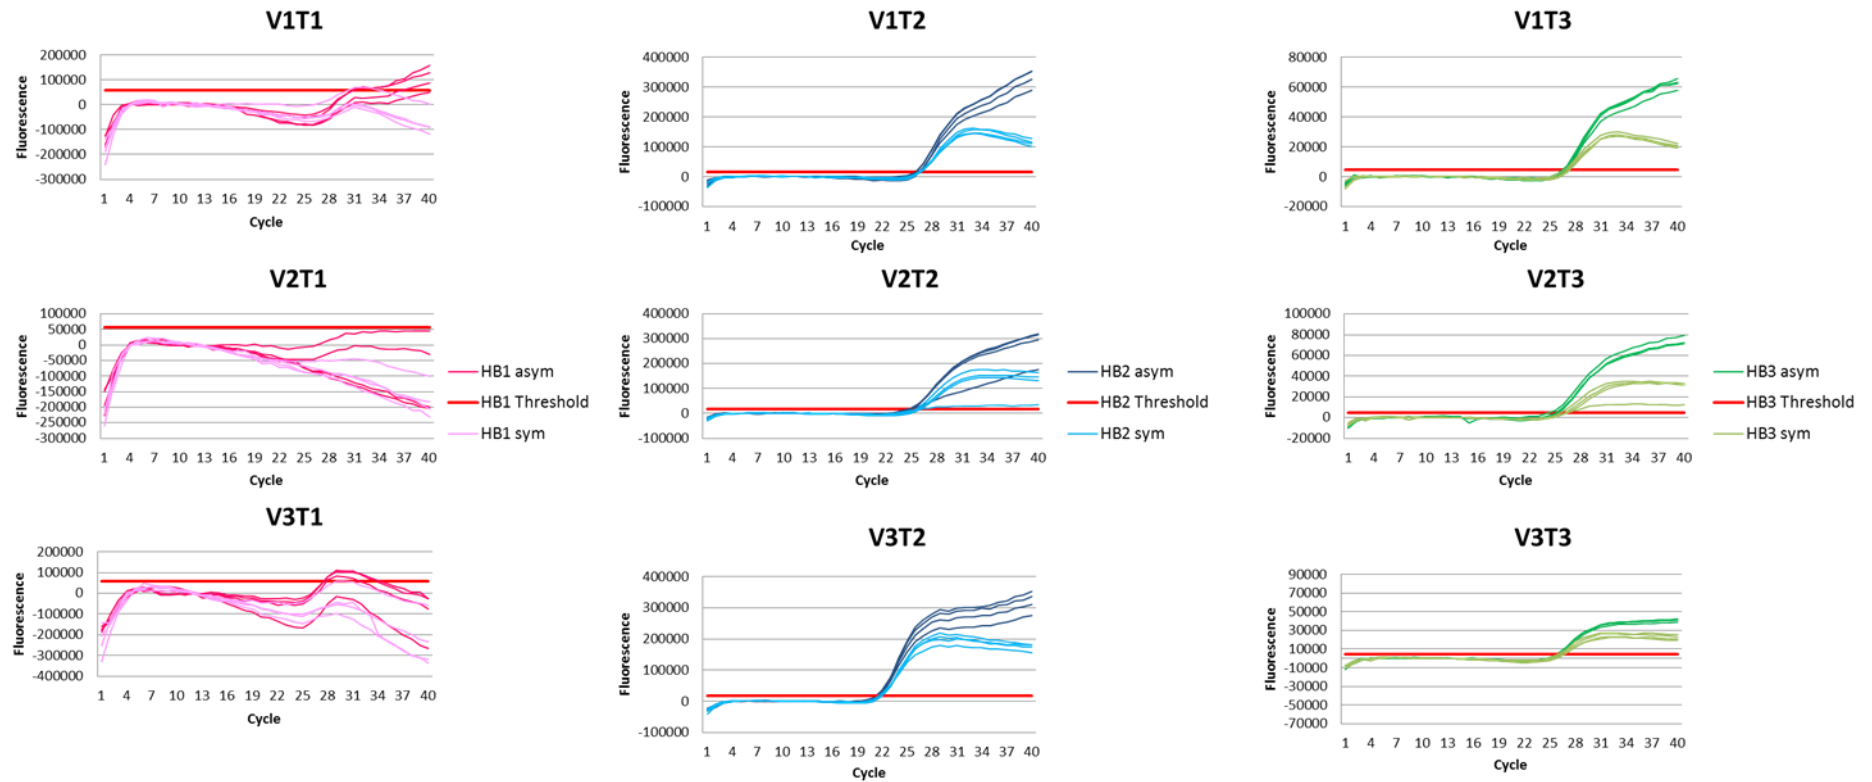 V1T1
Fluorescence
200000
100000
0
-100000
-200000
-300000
1 4 7 10 13 16 19 22 25 28 31 34 37 40
Cycle
V1T2
Fluorescence
400000
300000
200000
100000
0
-100000
1 4 7 10 13 16 19 22 25 28 31 34 37 40
Cycle
V1T3
Fluorescence
80000
60000
40000
20000
0
-20000
1 4 7 10 13 16 19 22 25 28 31 34 37 40
Cycle
V2T1
Fluorescence
100000
50000
0
-50000
-100000
-150000
-200000
-250000
-300000
1 4 7 10 13 16 19 22 25 28 31 34 37 40
Cycle
HB1 asym
HB1 Threshold
HB1 sym
V2T2
Fluorescence
400000
300000
200000
100000
0
-100000
1 4 7 10 13 16 19 22 25 28 31 34 37 40
Cycle
HB2 asym
HB2 Threshold
HB2 sym
V2T3
Fluorescence
100000
80000
60000
40000
20000
0
-20000
1 4 7 10 13 16 19 22 25 28 31 34 37 40
Cycle
HB3 asym
HB3 Threshold
HB3 sym
V3T1
Fluorescence
200000
100000
0
-100000
-200000
-300000
-400000
1 4 7 10 13 16 19 22 25 28 31 34 37 40
Cycle
V3T2
Fluorescence
400000
300000
200000
100000
0
-100000
1 4 7 10 13 16 19 22 25 28 31 34 37 40
Cycle
V3T3
Fluorescence
90000
70000
50000
30000
10000
-10000
-30000
-50000
-70000
1 4 7 10 13 16 19 22 25 28 31 34 37 40
Cycle